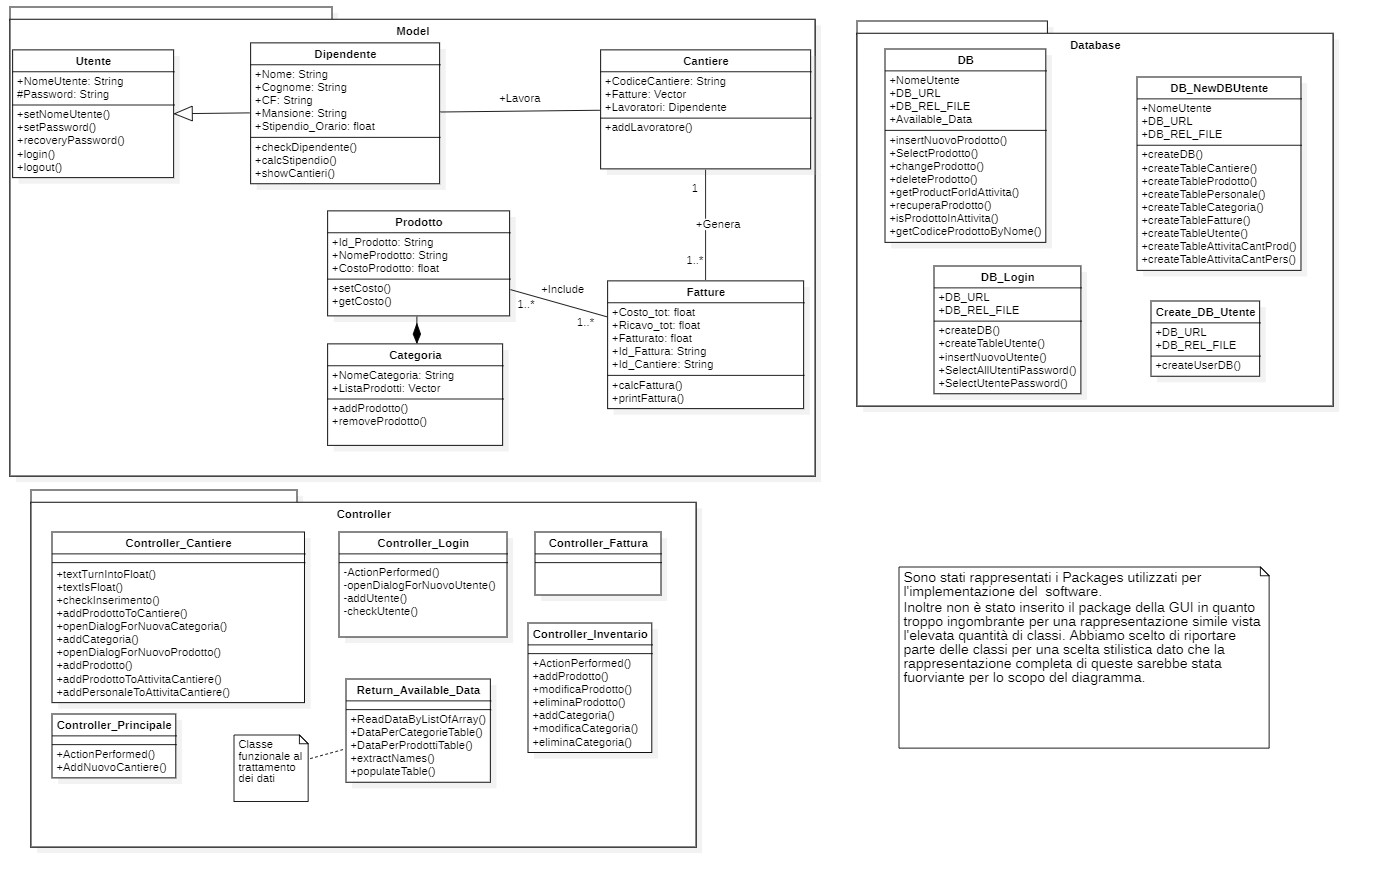 Model
Utente
+NomeUtente: String
#Password: String
+setNomeUtente()
+setPassword()
+recoveryPassword()
+login()
+logout()
Dipendente
+Nome: String
+Cognome: String
+CF: String
+Mansione: String
+Stipendio_Orario: float
+checkDipendente()
+calcStipendio()
+showCantieri()
+Lavora
Cantiere
+CodiceCantiere: String
+Fatture: Vector
+Lavoratori: Dipendente
+addLavoratore()
1
+Genera
1..*
Prodotto
+Id_Prodotto: String
+NomeProdotto: String
+CostoProdotto: float
+setCosto()
+getCosto()
+Include
1..*
1..*
Fatture
+Costo_tot: float
+Ricavo_tot: float
+Fatturato: float
+Id_Fattura: String
+Id_Cantiere: String
+calcFattura()
+printFattura()
Categoria
+NomeCategoria: String
+ListaProdotti: Vector
+addProdotto()
+removeProdotto()
Database
DB
+NomeUtente
+DB_URL
+DB_REL_FILE
+Available_Data
+insertNuovoProdotto()
+SelectProdotto()
+changeProdotto()
+deleteProdotto()
+getProductForIdAttivita()
+recuperaProdotto()
+isProdottoInAttivita()
+getCodiceProdottoByNome()
DB_NewDBUtente
+NomeUtente
+DB_URL
+DB_REL_FILE
+createDB()
+createTableCantiere()
+createTableProdotto()
+createTablePersonale()
+createTableCategoria()
+createTableFatture()
+createTableUtente()
+createTableAttivitaCantProd()
+createTableAttivitaCantPers()
DB_Login
+DB_URL
+DB_REL_FILE
+createDB()
+createTableUtente()
+insertNuovoUtente()
+SelectAllUtentiPassword()
+SelectUtentePassword()
Create_DB_Utente
+DB_URL
+DB_REL_FILE
+createUserDB()
Controller
Controller_Cantiere
+textTurnIntoFloat()
+textIsFloat()
+checkInserimento()
+addProdottoToCantiere()
+openDialogForNuovaCategoria()
+addCategoria()
+openDialogForNuovoProdotto()
+addProdotto()
+addProdottoToAttivitaCantiere()
+addPersonaleToAttivitaCantiere()
Controller_Login
-ActionPerformed()
-openDialogForNuovoUtente()
-addUtente()
-checkUtente()
Controller_Fattura
Controller_Inventario
+ActionPerformed()
+addProdotto()
+modificaProdotto()
+eliminaProdotto()
+addCategoria()
+modificaCategoria()
+eliminaCategoria()
Return_Available_Data
+ReadDataByListOfArray()
+DataPerCategorieTable()
+DataPerProdottiTable()
+extractNames()
+populateTable()
Controller_Principale
+ActionPerformed()
+AddNuovoCantiere()
Classe
funzionale al
trattamento
dei dati
Sono stati rappresentati i Packages utilizzati per
l'implementazione del  software.
Inoltre non è stato inserito il package della GUI in quanto
troppo ingombrante per una rappresentazione simile vista
l'elevata quantità di classi. Abbiamo scelto di riportare
parte delle classi per una scelta stilistica dato che la
rappresentazione completa di queste sarebbe stata
fuorviante per lo scopo del diagramma.